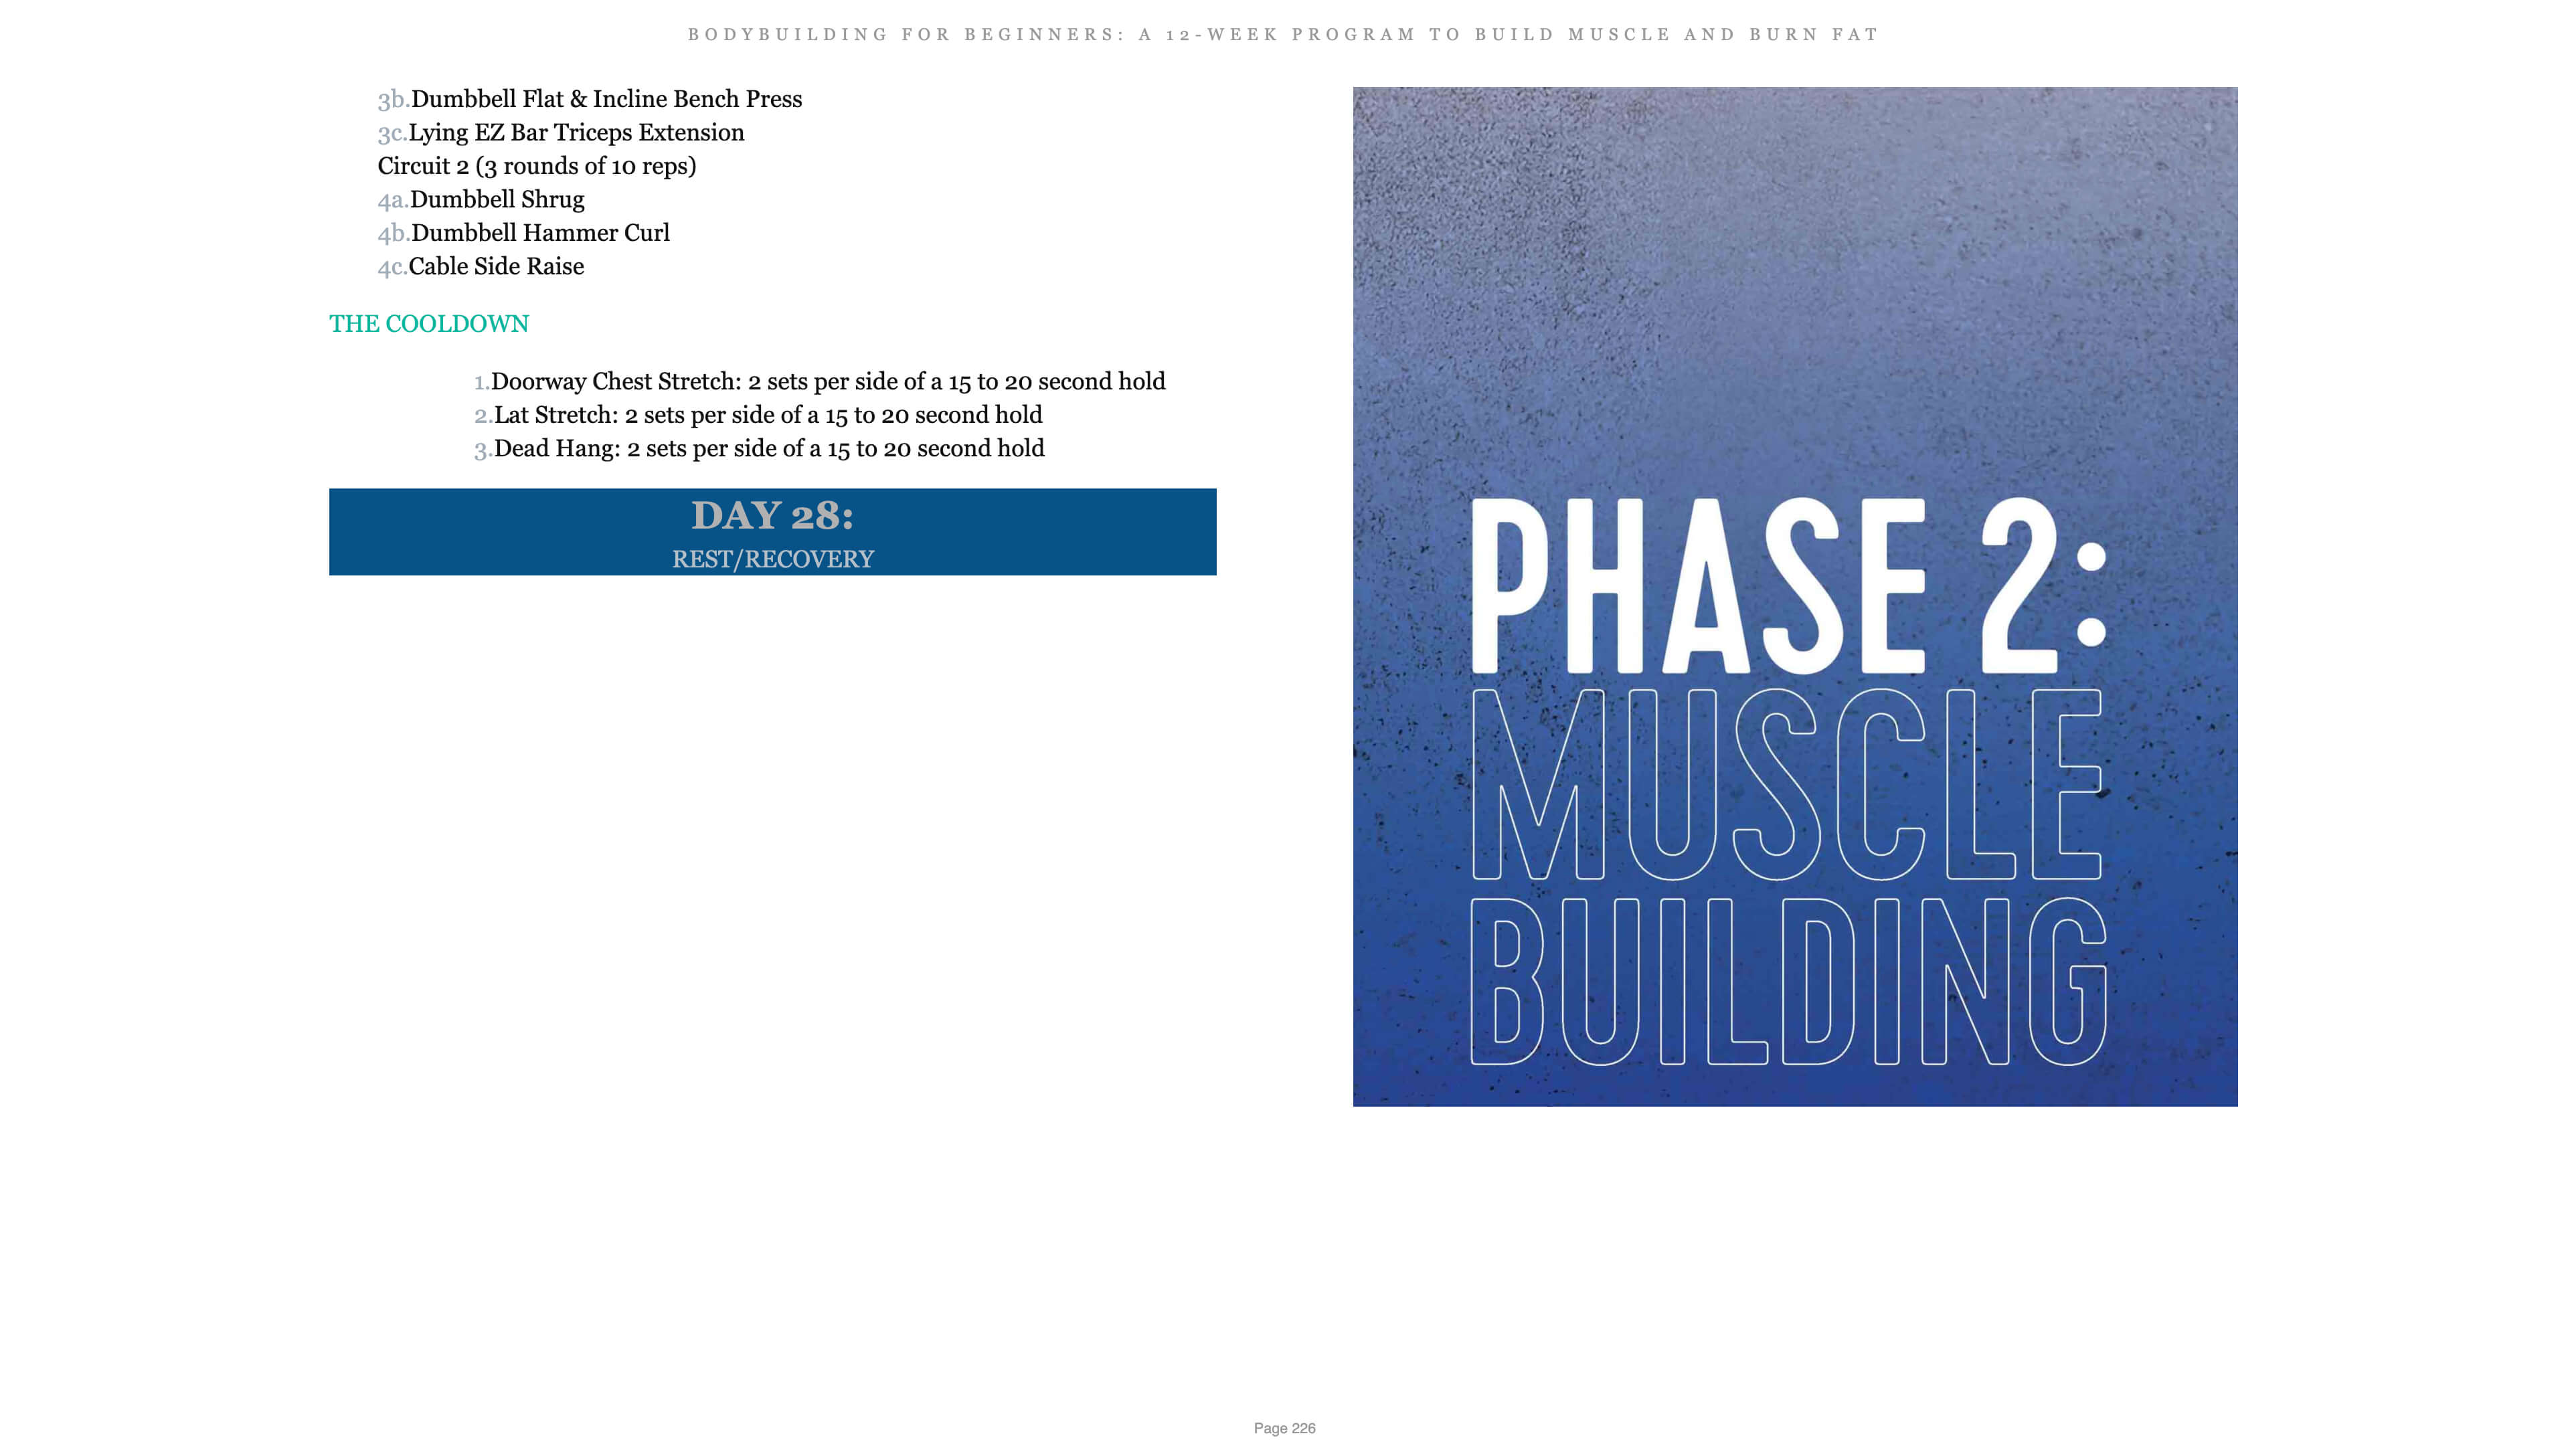 BODYBUILDING FOR BEGINNERS: A 12-WEEK PROGRAM TO BUILD MUSCLE AND BURN FAT
3b.Dumbbell Flat & Incline Bench Press
3c.Lying EZ Bar Triceps Extension
Circuit 2 (3 rounds of 10 reps)
4a.Dumbbell Shrug
4b.Dumbbell Hammer Curl
4c.Cable Side Raise
THE COOLDOWN
1.Doorway Chest Stretch: 2 sets per side of a 15 to 20 second hold
2.Lat Stretch: 2 sets per side of a 15 to 20 second hold
3.Dead Hang: 2 sets per side of a 15 to 20 second hold
DAY 28:
REST/RECOVERY
PHASE 2:
MUSCLE
BUILDING
Page 226